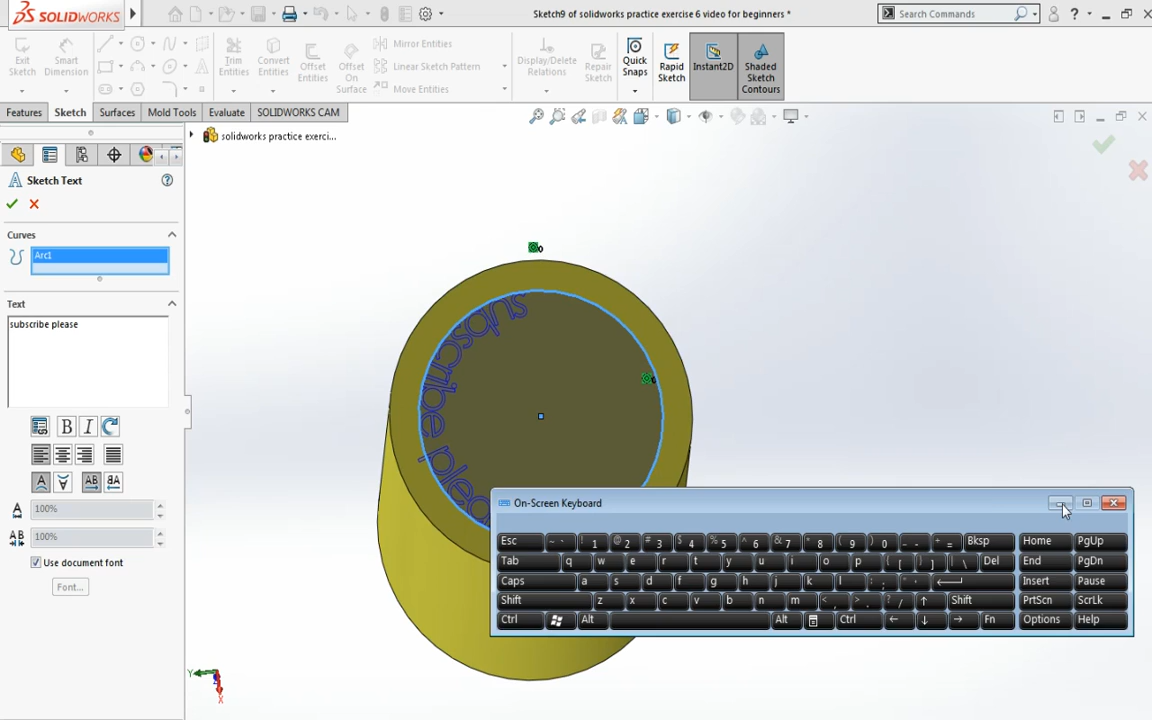 SOLIDWORKS
Sketch9 of solidworks practice exercise 6 video for beginners *
Search Commands
Exit Sketch
Smart Dimension
Trim Entities
Convert Entities
Offset Entities
Offset On Surface
Mirror Entities
Linear Sketch Pattern
Move Entities
Display/Delete Relations
Repair Sketch
Quick Snaps
Rapid Sketch
Instant2D
Shaded Sketch Contours
Features Sketch Surfaces Mold Tools Evaluate SOLIDWORKS CAM
solidworks practice exerci...
Sketch Text
Curves
Arc1
Text
subscribe please
100%
100%
Use document font
Font...
subscribe plea
On-Screen Keyboard
Esc ~ ` ! 1 @ 2 # 3 $ 4 % 5 ^ 6 & 7 * 8 ( 9 ) 0 _ - + = Bksp Home PgUp
Tab q w e r t y u i o p { [ } ] | \ Del End PgDn
Caps a s d f g h j k l : ; " ' Insert Pause
Shift z x c v b n m < , > . ? / ↑ Shift PrtScn ScrLk
Ctrl Alt Alt Ctrl ← ↓ → Fn Options Help
Y
X